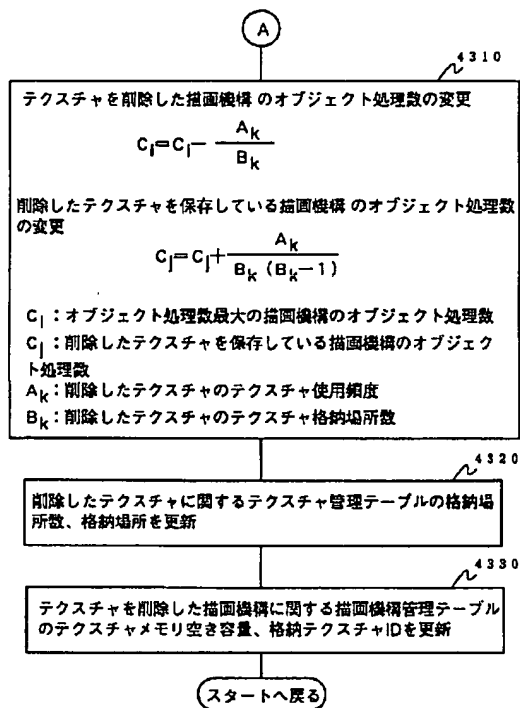 A
4310
テクスチャを削除した描画機構 のオブジェクト処理数の変更
C_i=C_i− A_k/B_k
削除したテクスチャを保存している描画機構 のオブジェクト処理数
の変更
C_j=C_j+ A_k/B_k (B_k−1)
C_i：オブジェクト処理数最大の描画機構のオブジェクト処理数
C_j：削除したテクスチャを保存している描画機構のオブジェク
ト処理数
A_k：削除したテクスチャのテクスチャ使用頻度
B_k：削除したテクスチャのテクスチャ格納場所数
4320
削除したテクスチャに関するテクスチャ管理テーブルの格納場
所数、格納場所を更新
4330
テクスチャを削除した描画機構に関する描画機構管理テーブル
のテクスチャメモリ空き容量、格納テクスチャIDを更新
スタートへ戻る